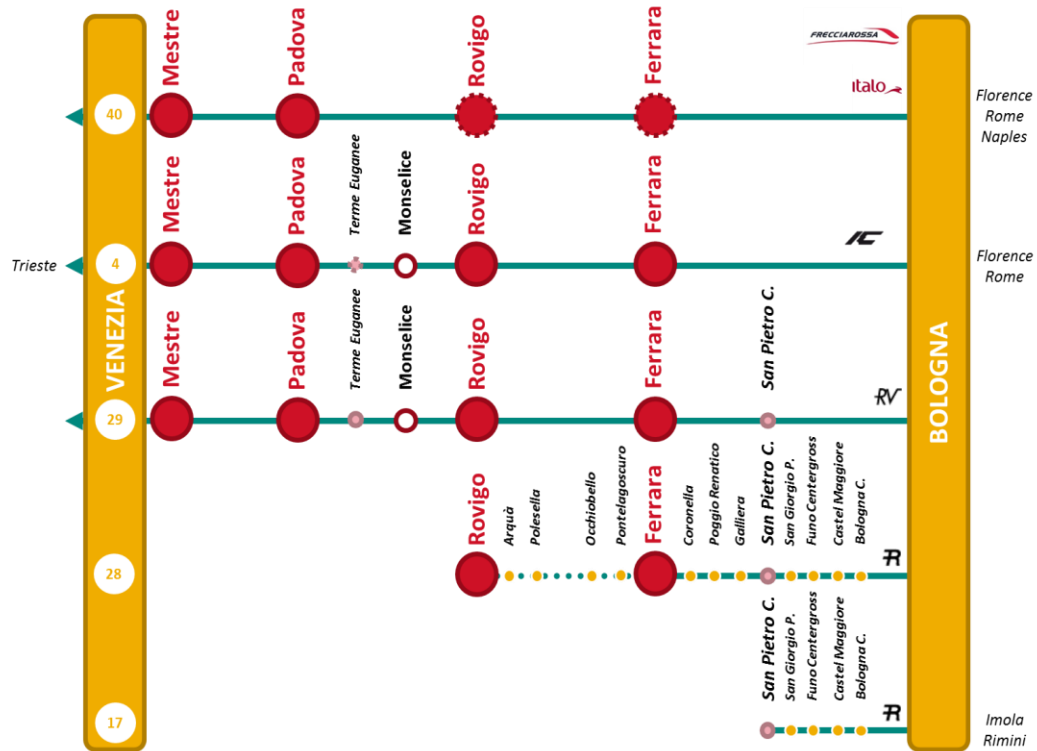 FRECCIAROSSA
italo
Mestre
Padova
Rovigo
Ferrara
40
Florence
Rome
Naples
Mestre
Padova
Terme Euganee
Monselice
Rovigo
Ferrara
IC
Trieste
4
Florence
Rome
VENEZIA
BOLOGNA
Mestre
Padova
Terme Euganee
Monselice
Rovigo
Ferrara
San Pietro C.
RV
29
Rovigo
Arquà
Polesella
Occhiobello
Pontelagoscuro
Ferrara
Coronella
Poggio Renatico
Galliera
San Pietro C.
San Giorgio P.
Funo Centergross
Castel Maggiore
Bologna C.
R
28
San Pietro C.
San Giorgio P.
Funo Centergross
Castel Maggiore
Bologna C.
R
17
Imola
Rimini